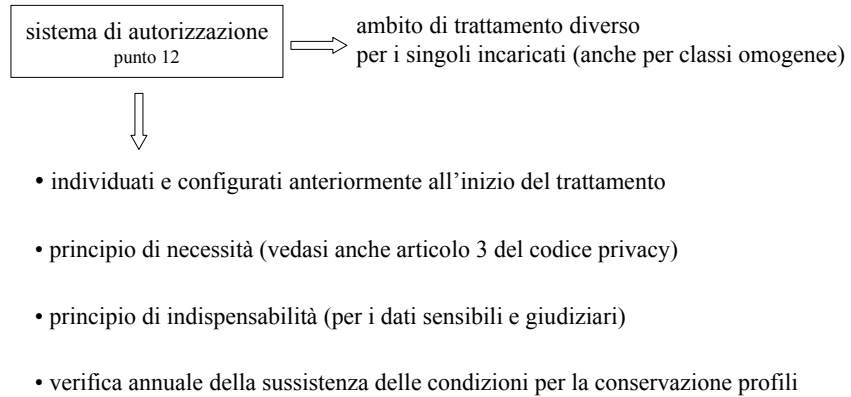 sistema di autorizzazione
punto 12
ambito di trattamento diverso
per i singoli incaricati (anche per classi omogenee)
• individuati e configurati anteriormente all’inizio del trattamento
• principio di necessità (vedasi anche articolo 3 del codice privacy)
• principio di indispensabilità (per i dati sensibili e giudiziari)
• verifica annuale della sussistenza delle condizioni per la conservazione profili